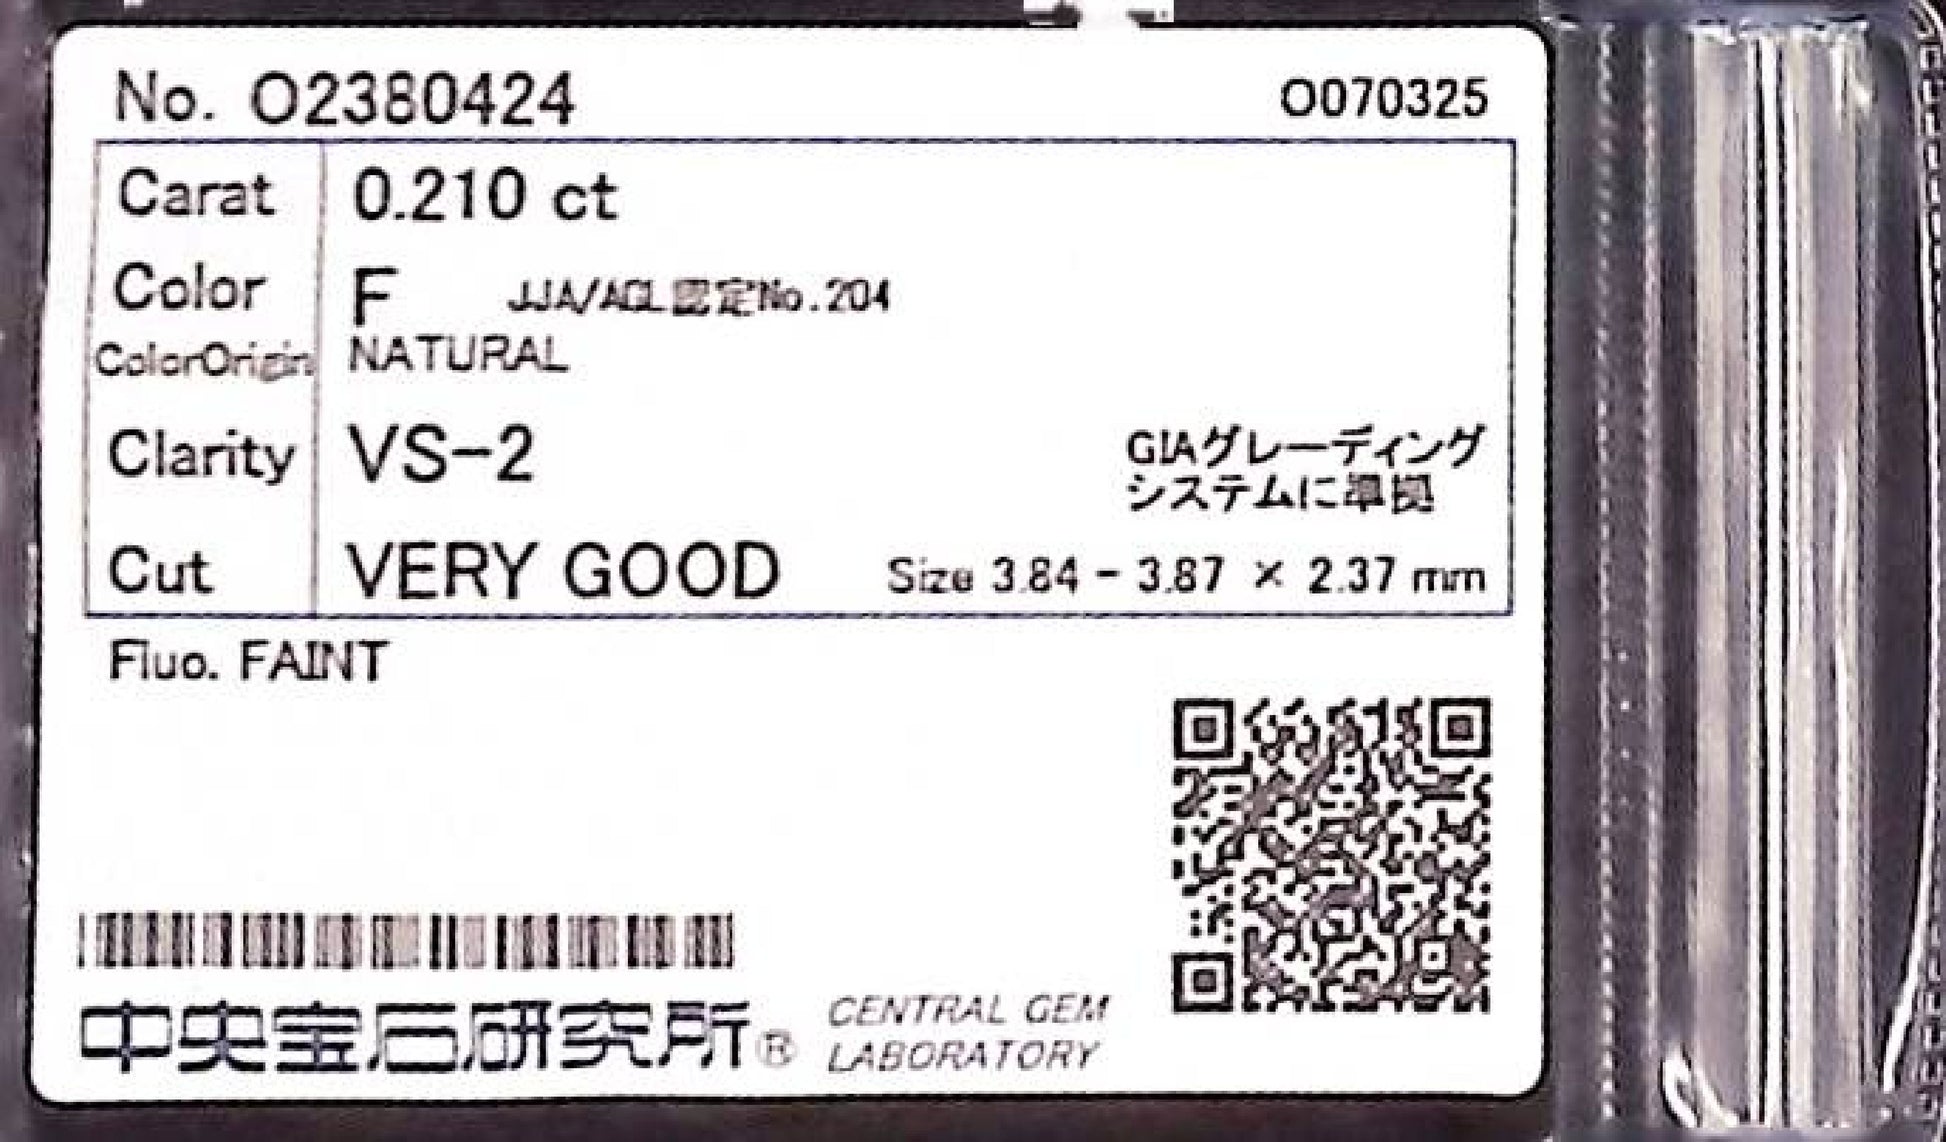 No. O2380424 O070325
Carat 0.210 ct
Color F JJA/AGL認定No.204
ColorOrigin NATURAL
Clarity VS-2
GIAグレーディング
システムに準拠
Cut VERY GOOD Size 3.84 - 3.87 × 2.37 mm
Fluo. FAINT
中央宝石研究所® CENTRAL GEM
LABORATORY